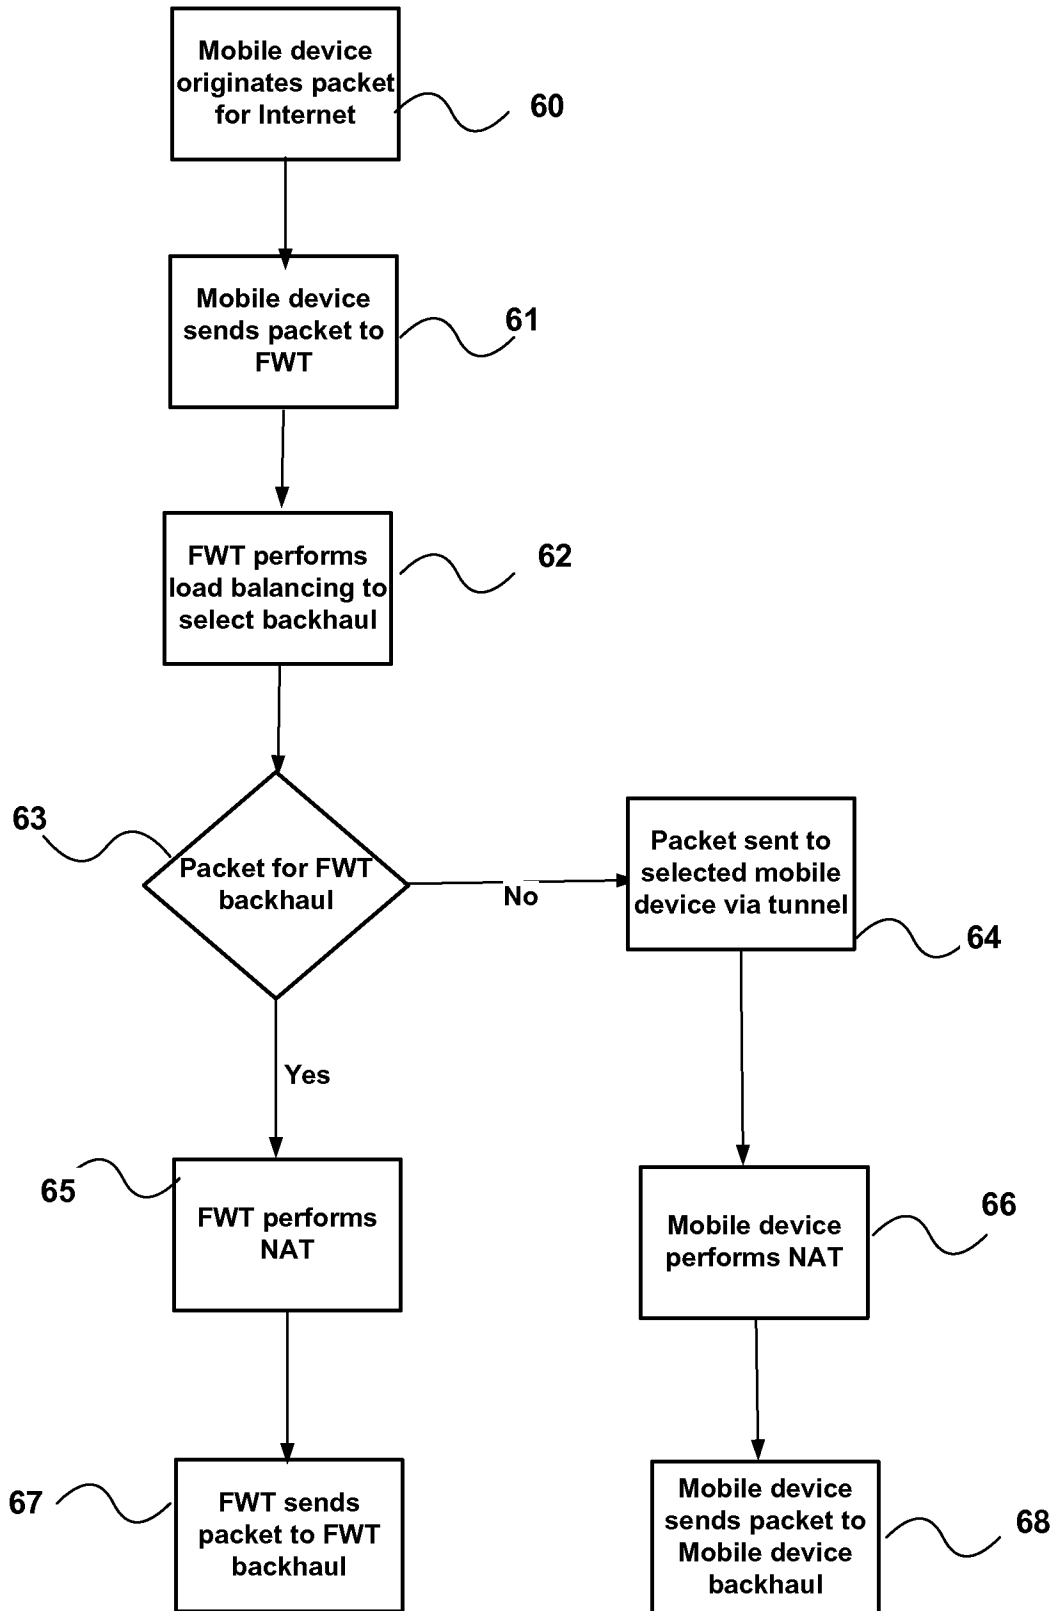 Mobile device
originates packet
for Internet
60
Mobile device
sends packet to
FWT
61
FWT performs
load balancing to
select backhaul
62
63
Packet for FWT
backhaul
No
Packet sent to
selected mobile
device via tunnel
64
Yes
65
FWT performs
NAT
Mobile device
performs NAT
66
67
FWT sends
packet to FWT
backhaul
Mobile device
sends packet to
Mobile device
backhaul
68